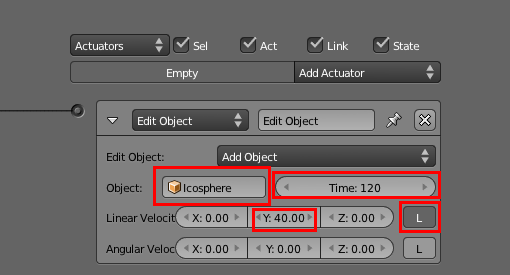 Actuators Sel Act Link State
Empty Add Actuator
Edit Object Edit Object
Edit Object: Add Object
Object: Icosphere Time: 120
Linear Velocit X: 0.00 Y: 40.00 Z: 0.00 L
Angular Veloc X: 0.00 Y: 0.00 Z: 0.00 L